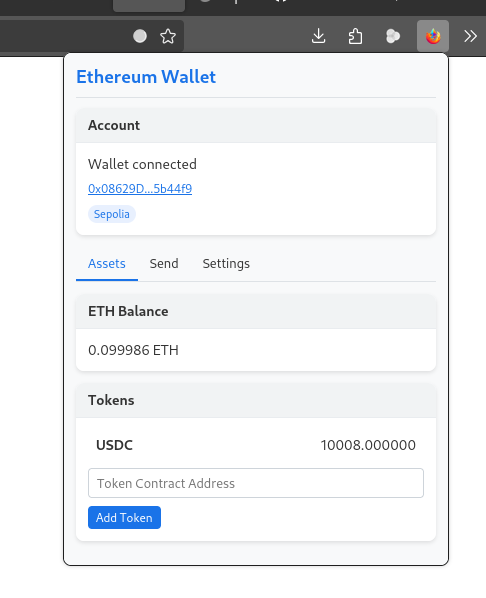 Ethereum Wallet
Account
Wallet connected
0x08629D...5b44f9
Sepolia
Assets Send Settings
ETH Balance
0.099986 ETH
Tokens
USDC 10008.000000
Token Contract Address
Add Token